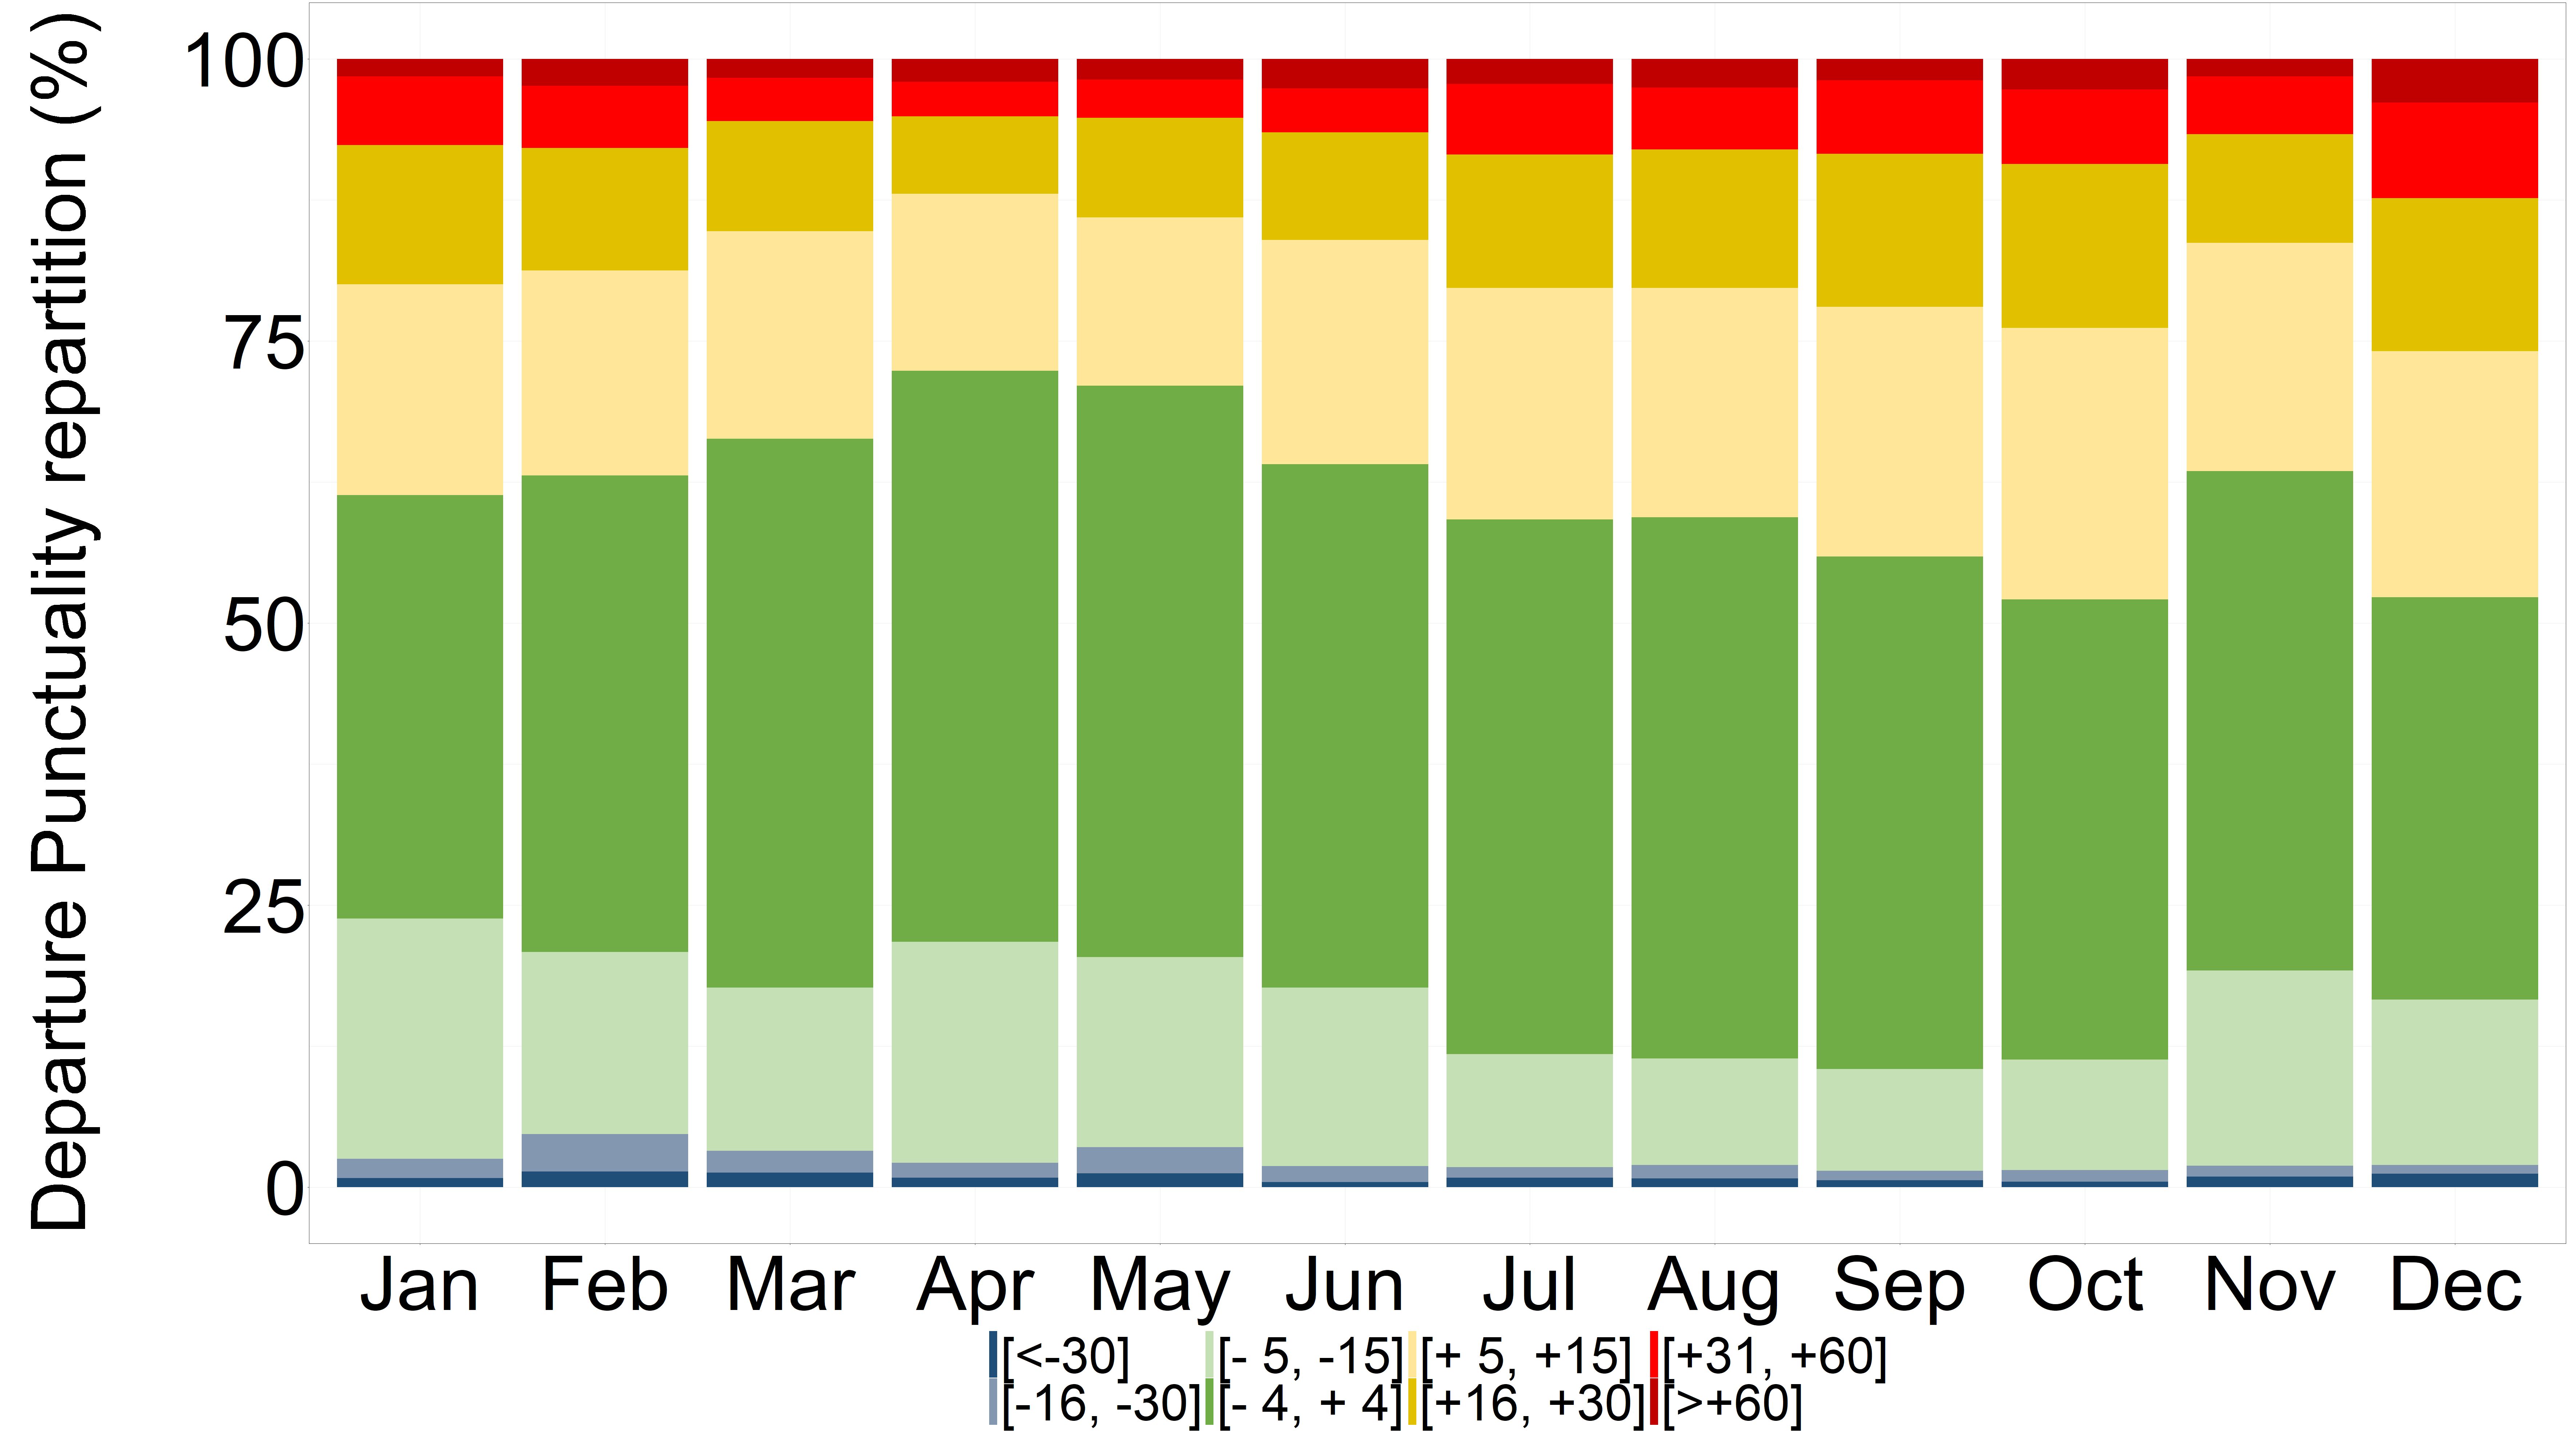 Departure Punctuality repartition (%)
100
75
50
25
0
Jan Feb Mar Apr May Jun Jul Aug Sep Oct Nov Dec
[<-30] [- 5, -15] [+ 5, +15] [+31, +60]
[-16, -30] [- 4, + 4] [+16, +30] [>+60]